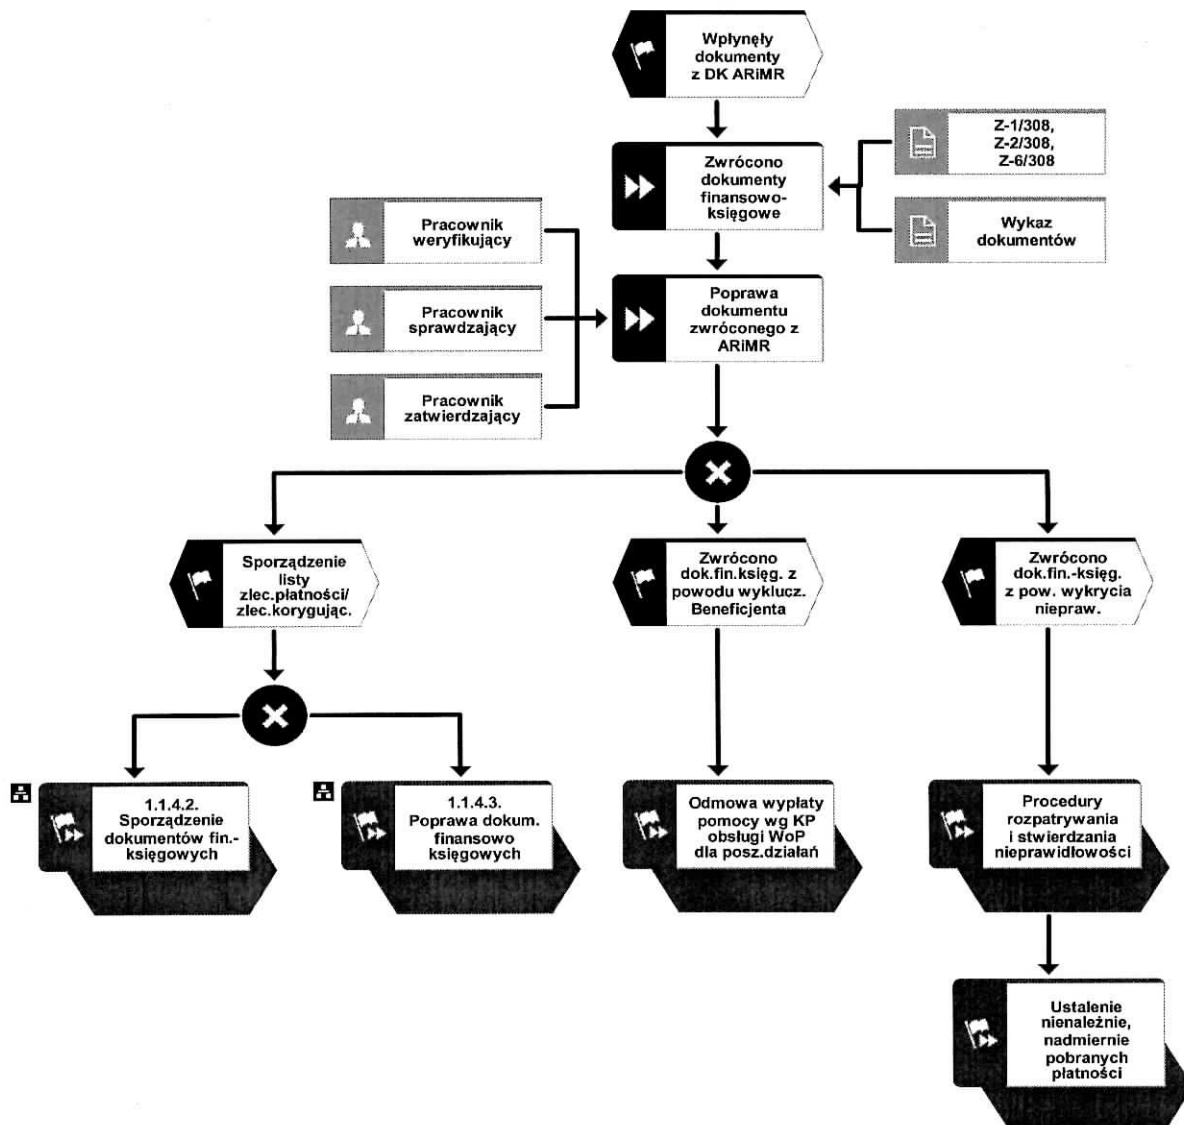 Wpłynęły
dokumenty
z DK ARiMR
Z-1/308,
Z-2/308,
Z-6/308
Zwrócono
dokumenty
finansowo-
księgowe
Wykaz
dokumentów
Pracownik
weryfikujący
Pracownik
sprawdzający
Pracownik
zatwierdzający
Poprawa
dokumentu
zwróconego z
ARiMR
Sporządzenie
listy
zlec.płatności/
zlec.korygując.
Zwrócono
dok.fin.księg. z
powodu wyklucz.
Beneficjenta
Zwrócono
dok.fin.-księg.
z pow. wykrycia
niepraw.
1.1.4.2.
Sporządzenie
dokumentów fin.-
księgowych
1.1.4.3.
Poprawa dokum.
finansowo
księgowych
Odmowa wypłaty
pomocy wg KP
obsługi WoP
dla posz.działań
Procedury
rozpatrywania
i stwierdzania
nieprawidłowości
Ustalenie
nienależnie,
nadmiernie
pobranych
płatności